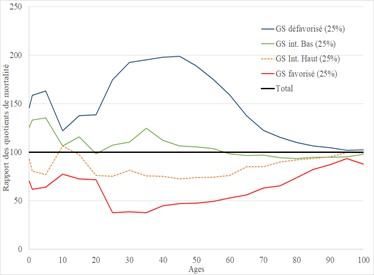 250
200
150
100
50
0
Rapport des quotients de mortalité
GS défavorisé (25%)
GS int. Bas (25%)
GS Int. Haut (25%)
GS favorisé (25%)
Total
0 10 20 30 40 50 60 70 80 90 100
Ages